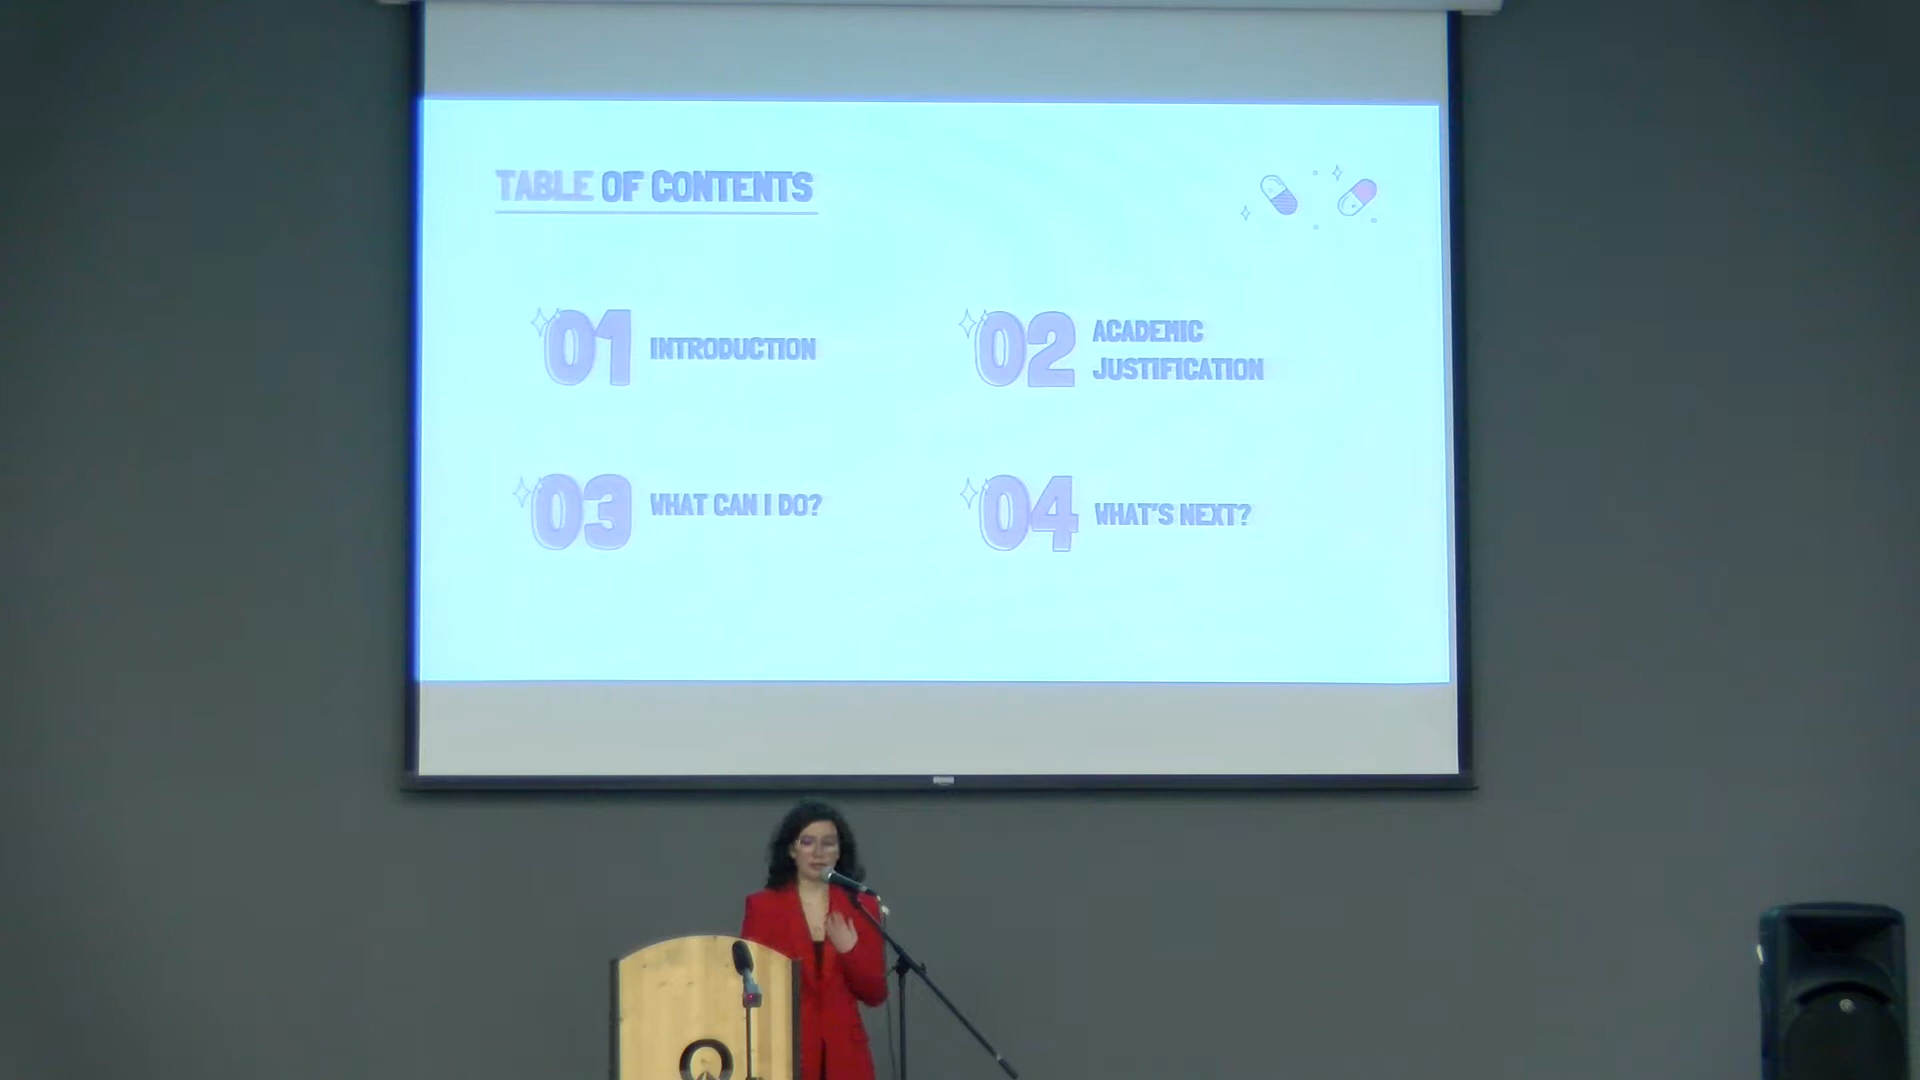 TABLE OF CONTENTS
01 INTRODUCTION
02 ACADEMIC
JUSTIFICATION
03 WHAT CAN I DO?
04 WHAT'S NEXT?